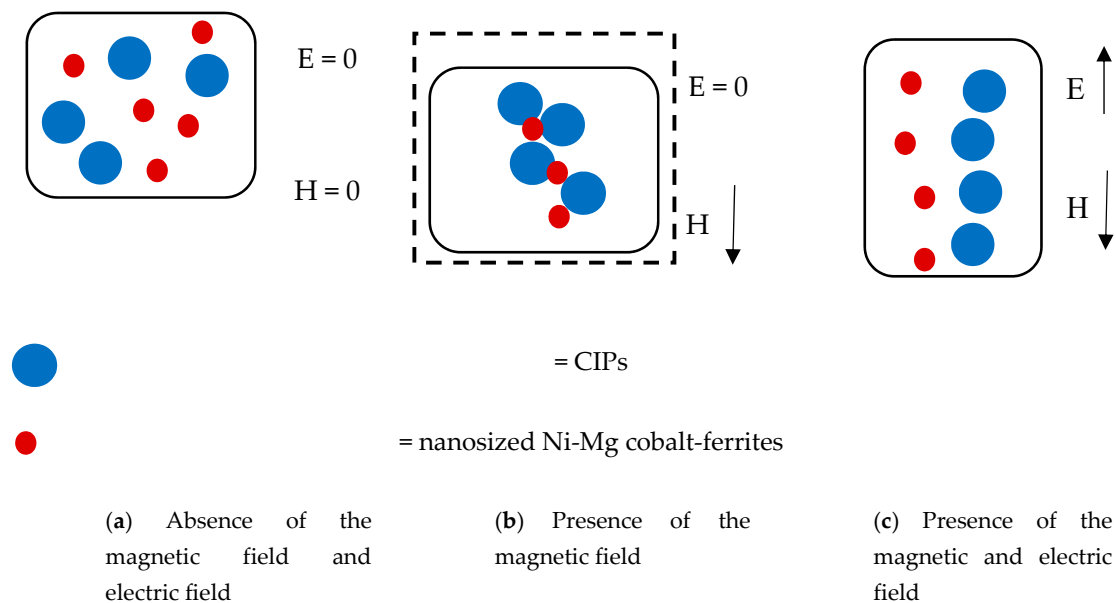 E = 0
H = 0
E = 0
H
E
H
= CIPs
= nanosized Ni-Mg cobalt-ferrites
(a) Absence of the
magnetic field and
electric field
(b) Presence of the
magnetic field
(c) Presence of the
magnetic and electric
field